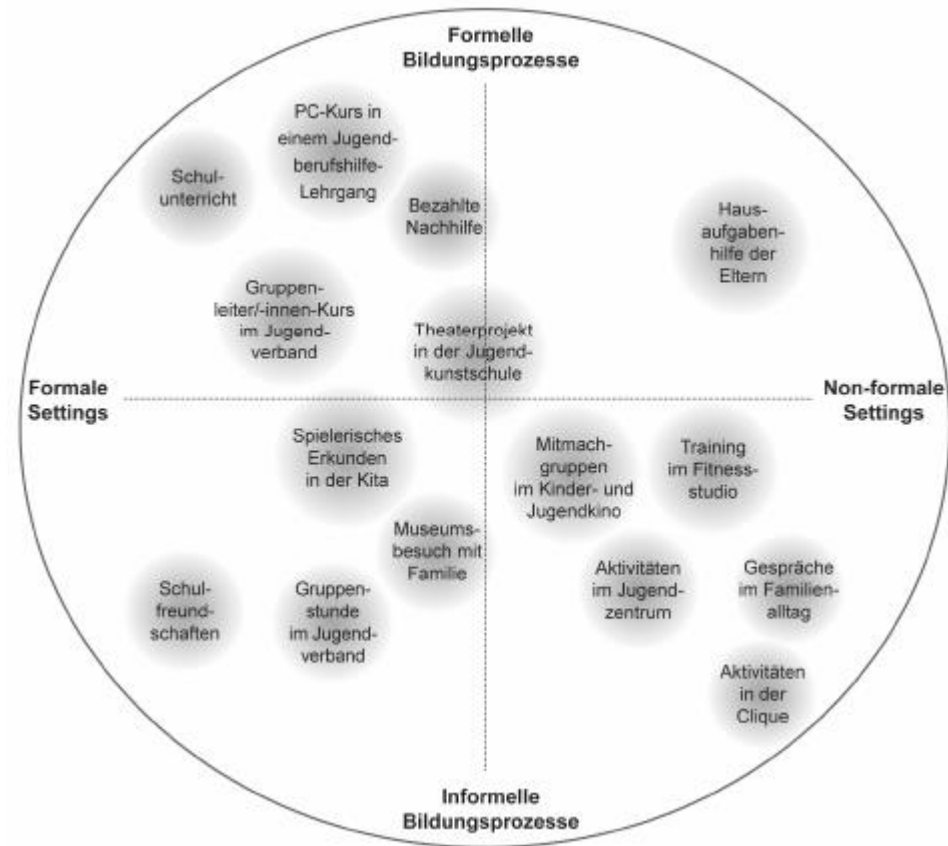 Formelle
Bildungsprozesse
PC-Kurs in
einem Jugend-
berufshilfe-
Lehrgang
Schul-
unterricht
Bezahlte
Nachhilfe
Haus-
aufgaben-
hilfe der
Eltern
Gruppen-
leiter/-innen-Kurs
im Jugend-
verband
Theaterprojekt
in der Jugend-
kunstschule
Formale
Settings
Non-formale
Settings
Spielerisches
Erkunden
in der Kita
Mitmach-
gruppen
im Kinder- und
Jugendkino
Training
im Fitness-
studio
Museums-
besuch mit
Familie
Schul-
freund-
schaften
Gruppen-
stunde
im Jugend-
verband
Aktivitäten
im Jugend-
zentrum
Gespräche
im Familien-
alltag
Aktivitäten
in der
Clique
Informelle
Bildungsprozesse